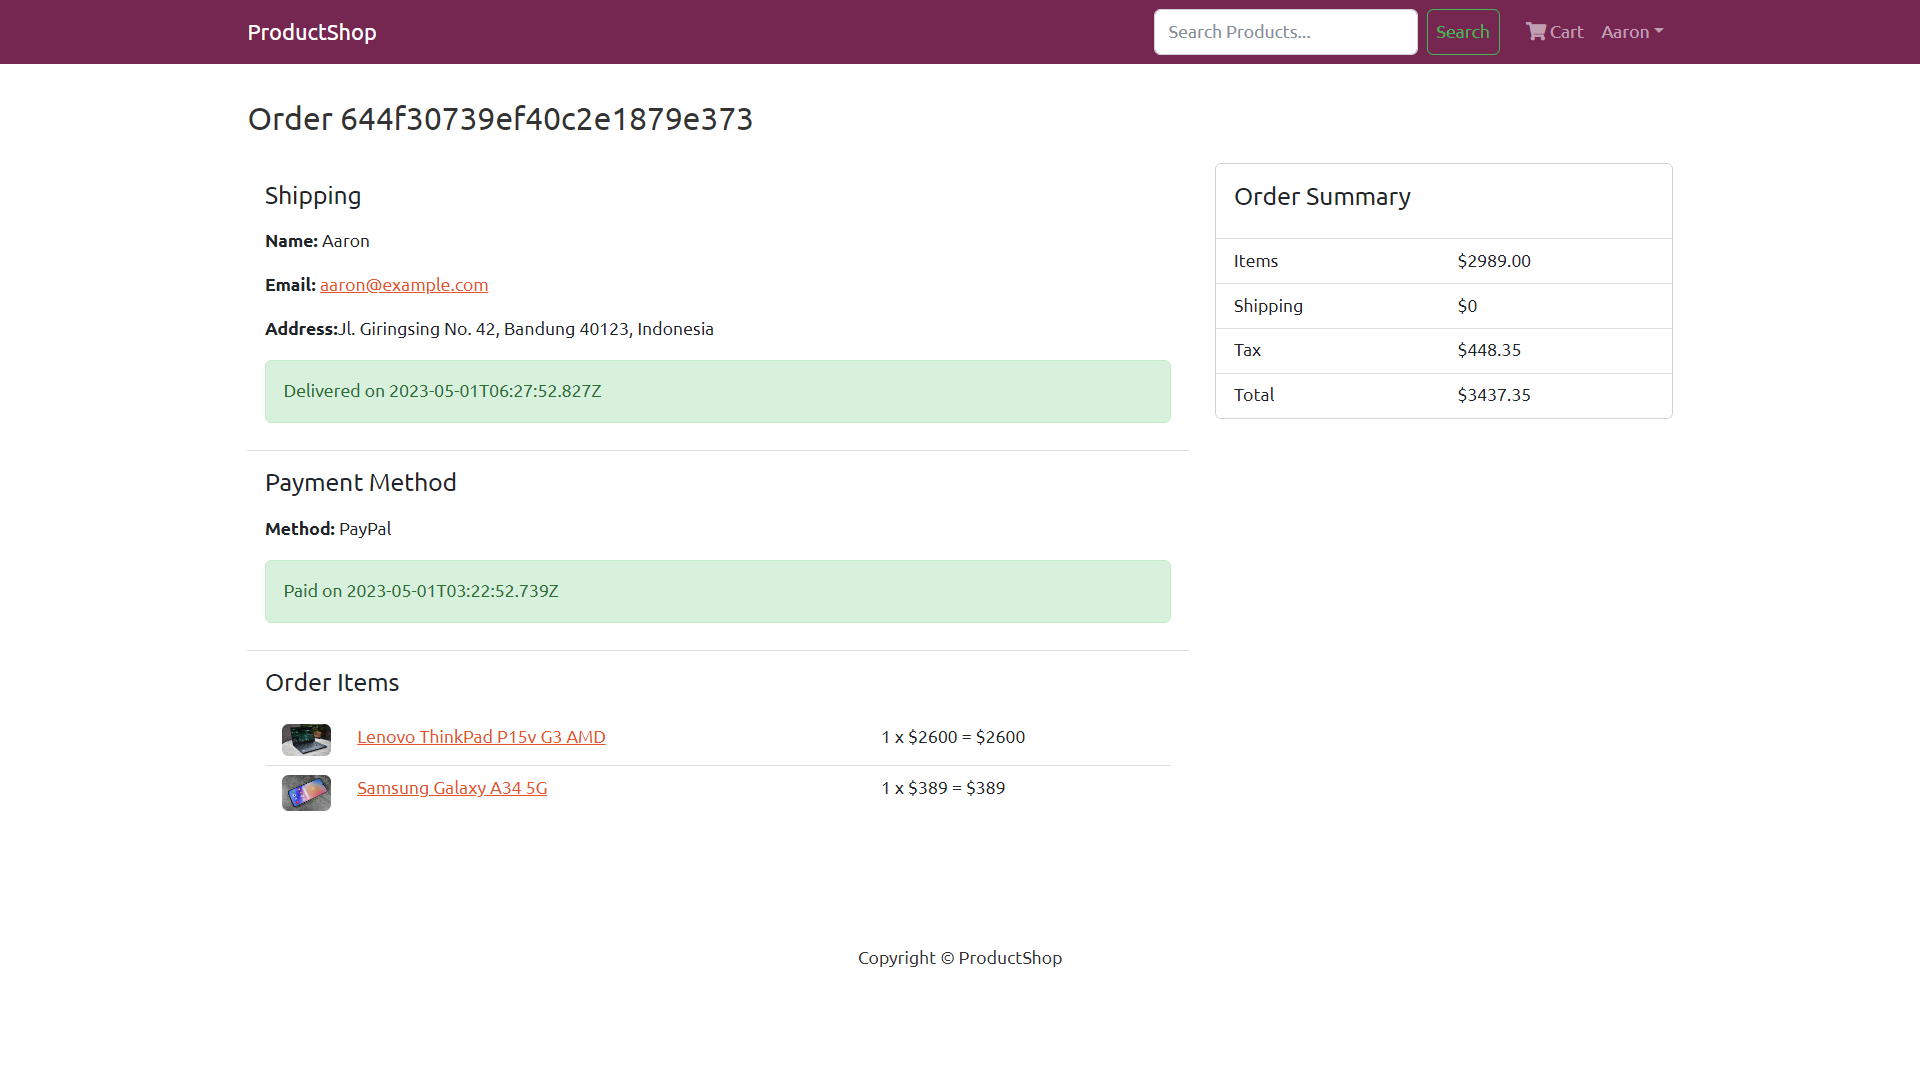 ProductShop
Search Products...
Search
Cart
Aaron
Order 644f30739ef40c2e1879e373
Shipping
Name: Aaron
Email: aaron@example.com
Address:Jl. Giringsing No. 42, Bandung 40123, Indonesia
Delivered on 2023-05-01T06:27:52.827Z
Payment Method
Method: PayPal
Paid on 2023-05-01T03:22:52.739Z
Order Items
Lenovo ThinkPad P15v G3 AMD
1 x $2600 = $2600
Samsung Galaxy A34 5G
1 x $389 = $389
Order Summary
Items $2989.00
Shipping $0
Tax $448.35
Total $3437.35
Copyright © ProductShop